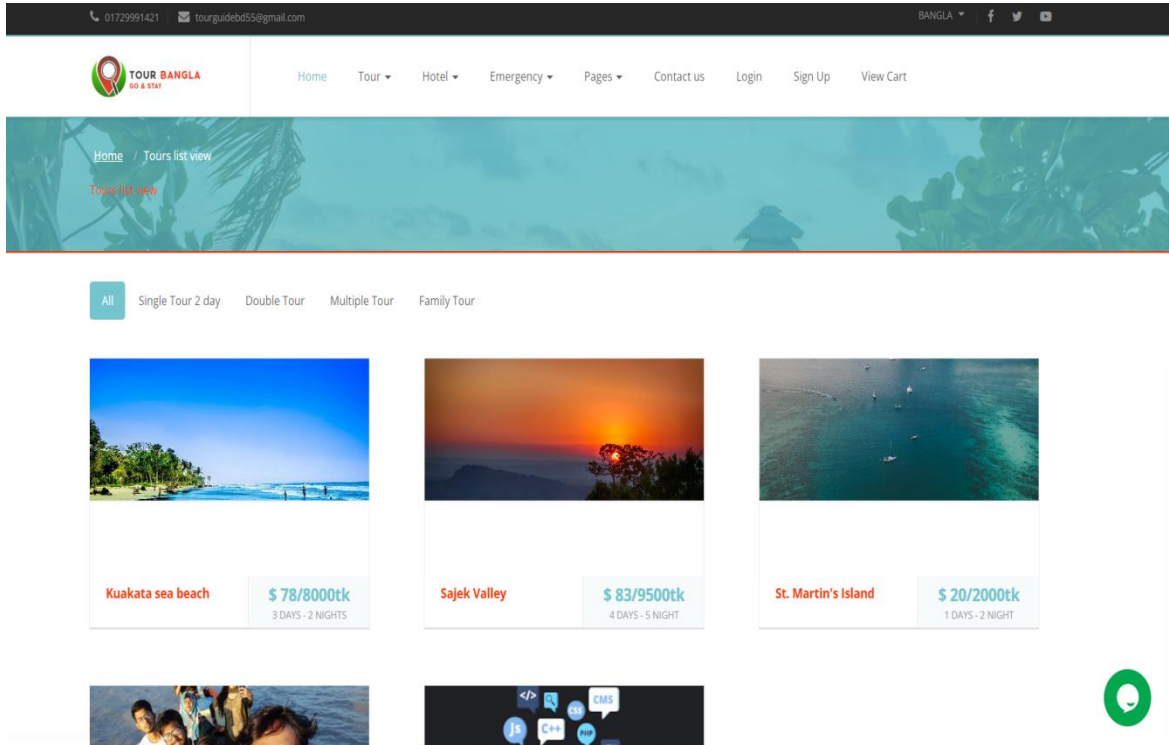 01729991421 tourguidebd55@gmail.com BANGLA
TOUR BANGLA
GO & STAY
Home Tour Hotel Emergency Pages Contact us Login Sign Up View Cart
Home / Tours list view
Tours list view
All Single Tour 2 day Double Tour Multiple Tour Family Tour
Kuakata sea beach
$ 78/8000tk
3 DAYS - 2 NIGHTS
Sajek Valley
$ 83/9500tk
4 DAYS - 5 NIGHT
St. Martin's Island
$ 20/2000tk
1 DAYS - 2 NIGHT
</> CMS
CSS
Js C++ PHP